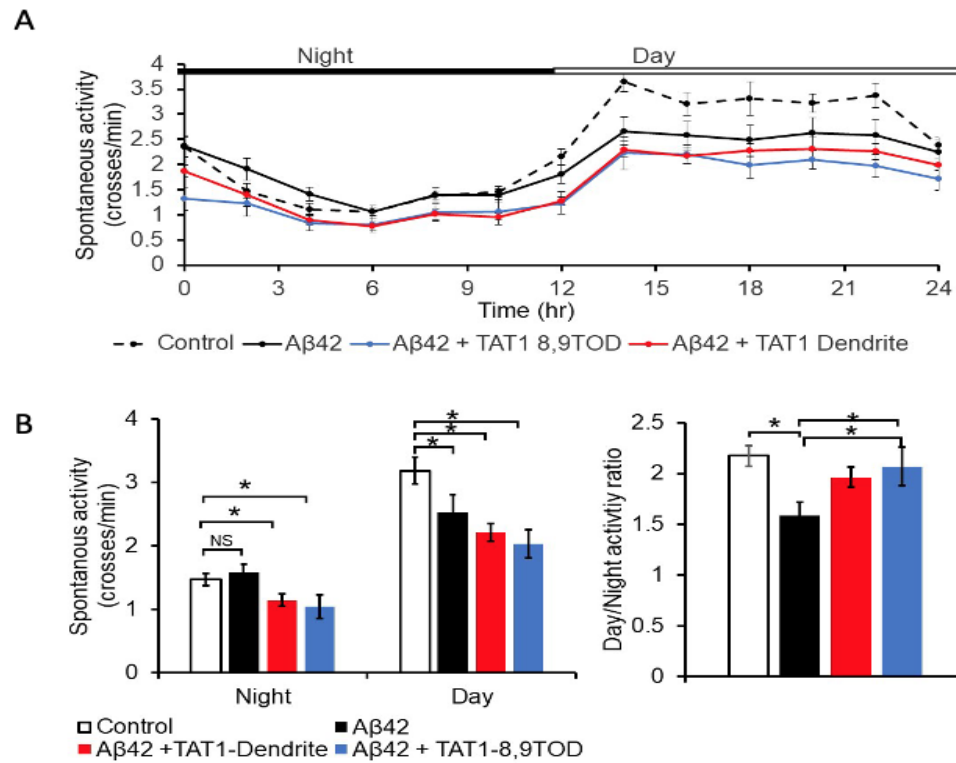 A
Night Day
4
3.5
3
2.5
2
1.5
1
0.5
0
Spontaneous activity
(crosses/min)
0 3 6 9 12 15 18 21 24
Time (hr)
Control Aβ42 Aβ42 + TAT1 8,9TOD Aβ42 + TAT1 Dendrite
B
4
3
2
1
0
Spontanous activity
(crosses/min)
*
*
NS
*
*
*
Night Day
Control Aβ42
Aβ42 +TAT1-Dendrite Aβ42 + TAT1-8,9TOD
2.5
2
1.5
1
0.5
0
Day/Night activtiy ratio
* *
*